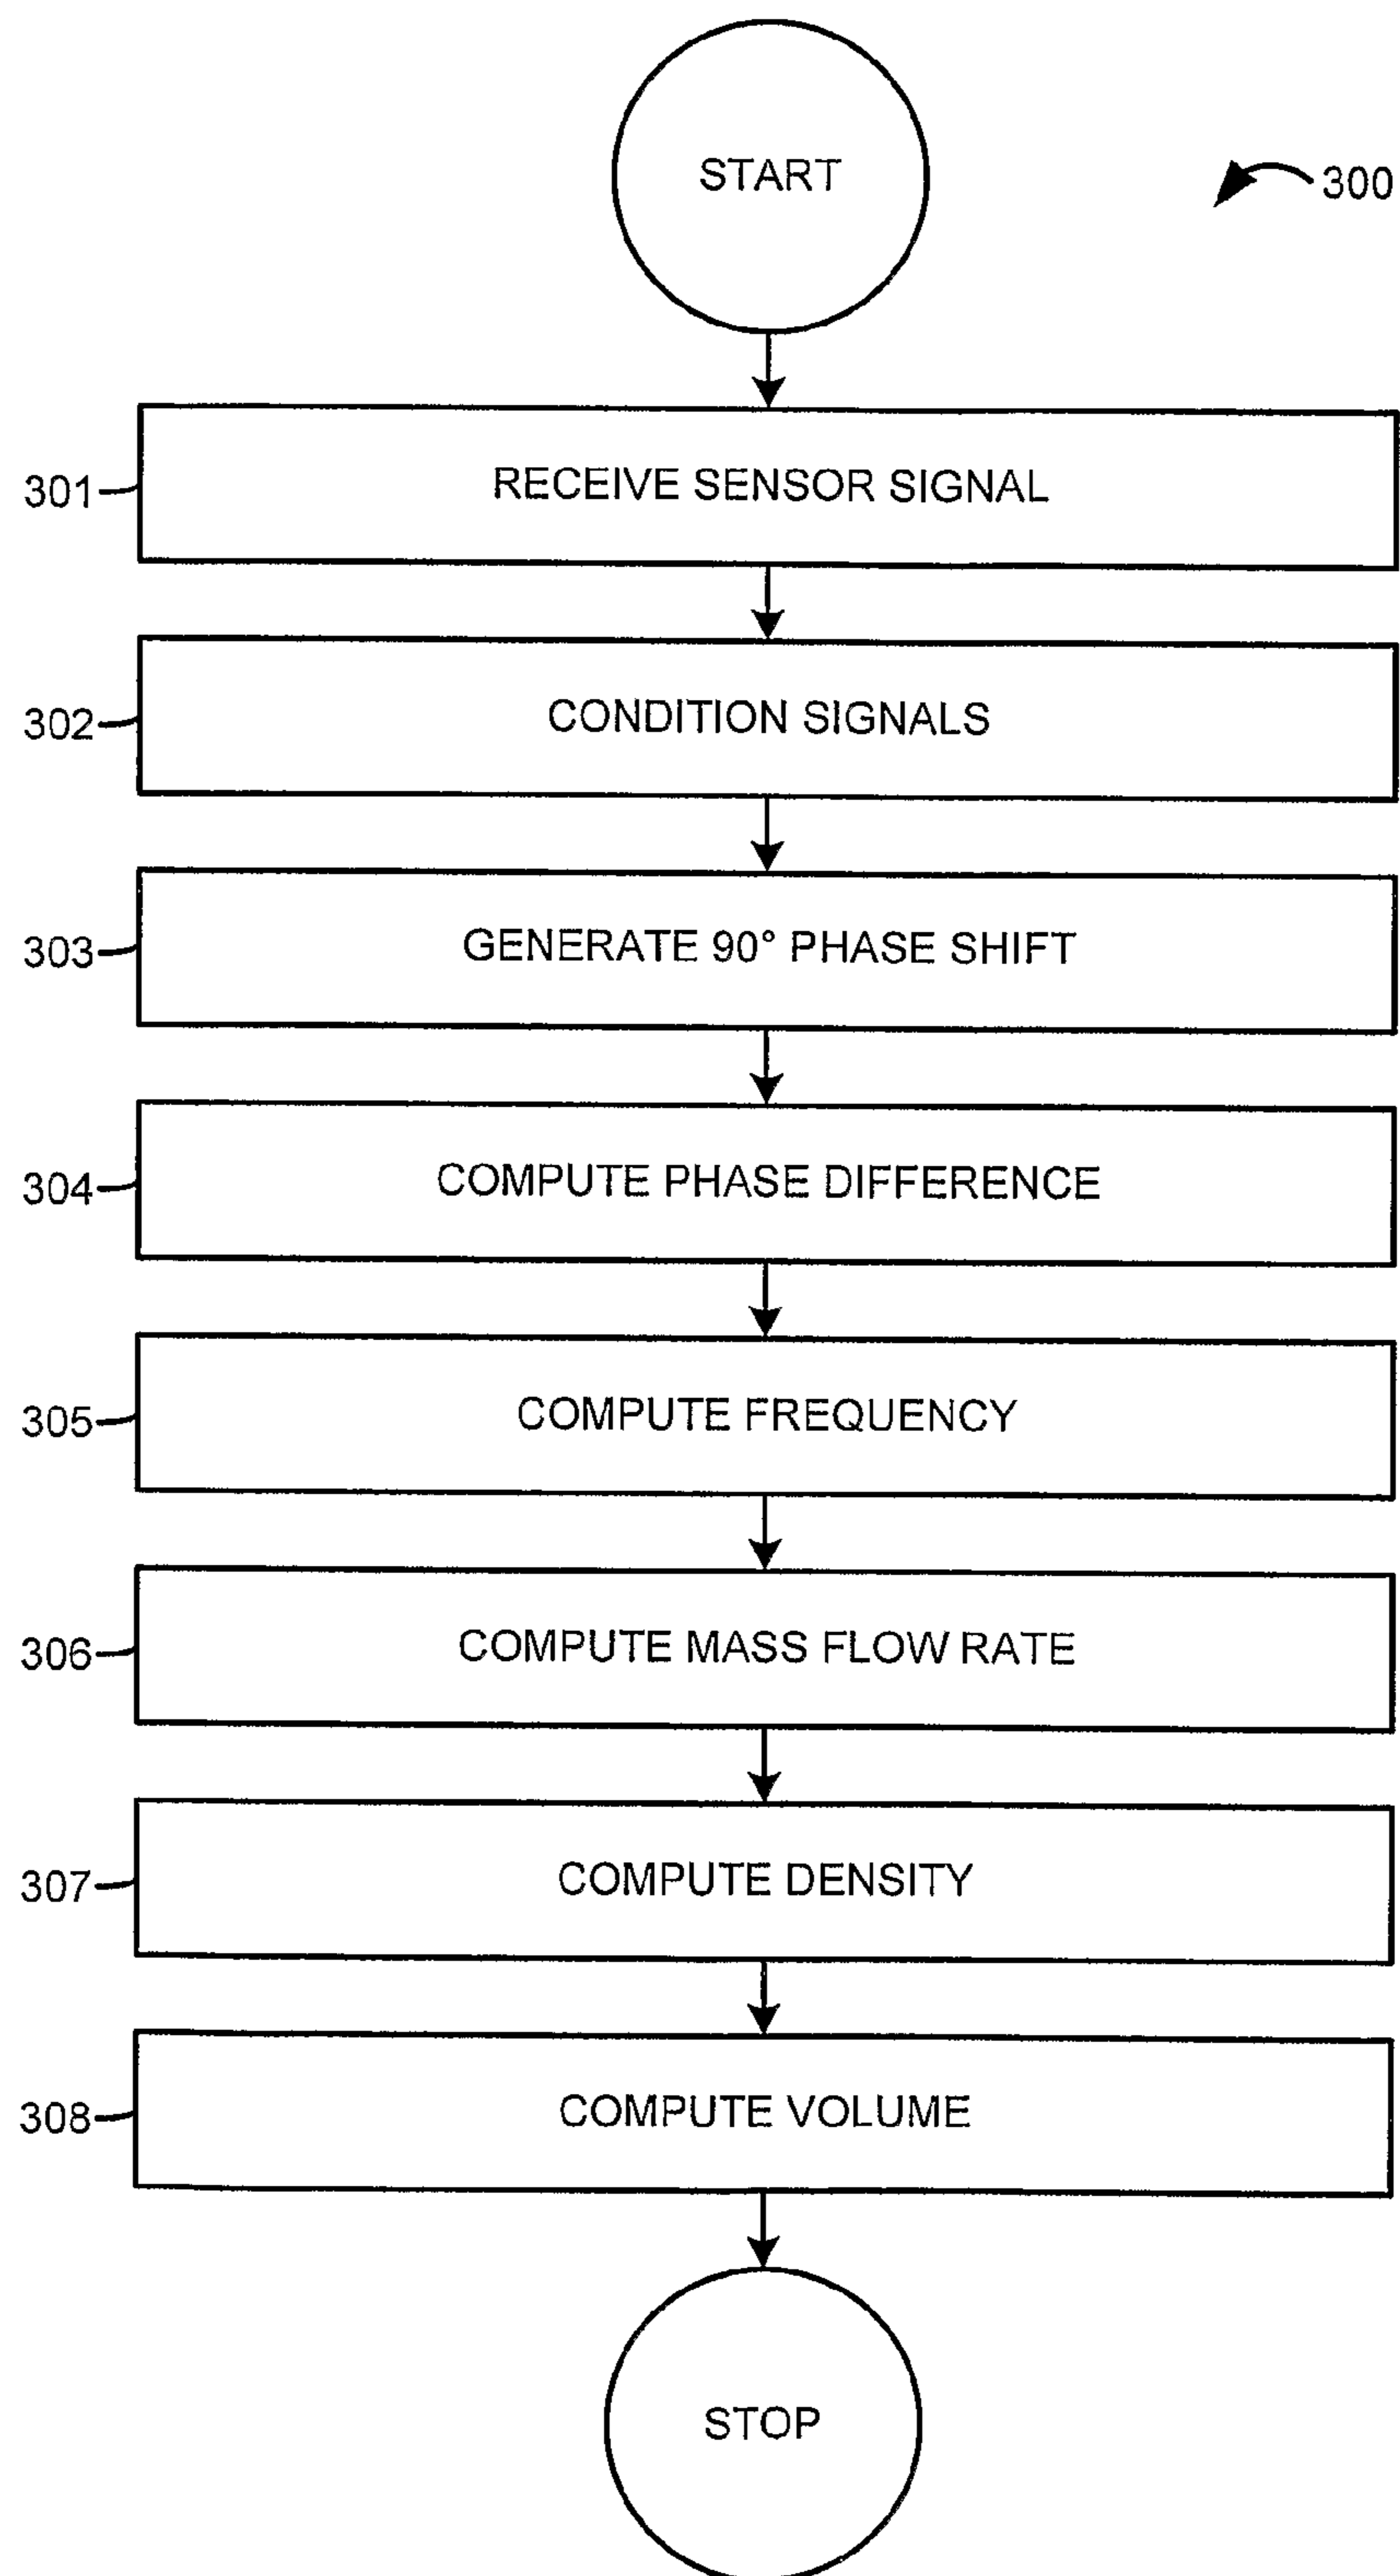 START
300
301
RECEIVE SENSOR SIGNAL
302
CONDITION SIGNALS
303
GENERATE 90° PHASE SHIFT
304
COMPUTE PHASE DIFFERENCE
305
COMPUTE FREQUENCY
306
COMPUTE MASS FLOW RATE
307
COMPUTE DENSITY
308
COMPUTE VOLUME
STOP